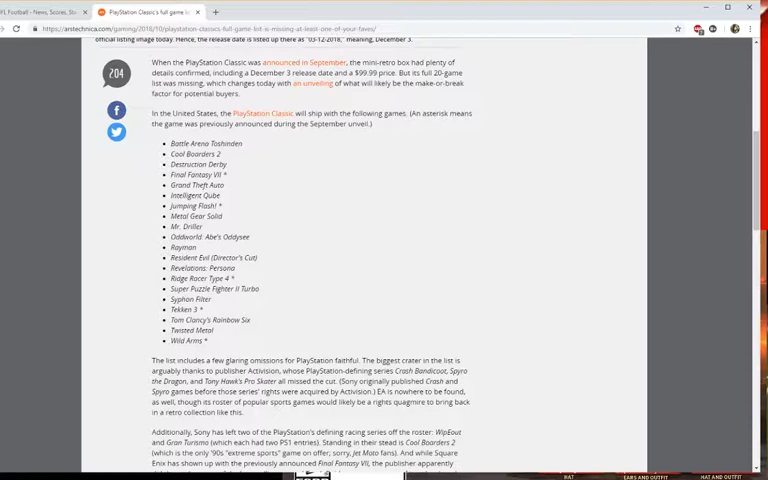 PL Football - News, Scores, Sta
PlayStation Classic's full game l
https://arstechnica.com/gaming/2018/10/playstation-classics-full-game-list-is-missing-at-least-one-of-your-faves/
official listing image today. Hence, the release date is listed up there as "03-12-2018," meaning, December 3.
When the PlayStation Classic was announced in September, the mini-retro box had plenty of
details confirmed, including a December 3 release date and a $99.99 price. But its full 20-game
list was missing, which changes today with an unveiling of what will likely be the make-or-break
factor for potential buyers.
204
In the United States, the PlayStation Classic will ship with the following games. (An asterisk means
the game was previously announced during the September unveil.)
Battle Arena Toshinden
Cool Boarders 2
Destruction Derby
Final Fantasy VII *
Grand Theft Auto
Intelligent Qube
Jumping Flash! *
Metal Gear Solid
Mr. Driller
Oddworld: Abe's Oddysee
Rayman
Resident Evil (Director's Cut)
Revelations: Persona
Ridge Racer Type 4 *
Super Puzzle Fighter II Turbo
Syphon Filter
Tekken 3 *
Tom Clancy's Rainbow Six
Twisted Metal
Wild Arms *
The list includes a few glaring omissions for PlayStation faithful. The biggest crater in the list is
arguably thanks to publisher Activision, whose PlayStation-defining series Crash Bandicoot, Spyro
the Dragon, and Tony Hawk's Pro Skater all missed the cut. (Sony originally published Crash and
Spyro games before those series' rights were acquired by Activision.) EA is nowhere to be found,
as well, though its roster of popular sports games would likely be a rights quagmire to bring back
in a retro collection like this.
Additionally, Sony has left two of the PlayStation's defining racing series off the roster: WipEout
and Gran Turismo (which each had two PS1 entries). Standing in their stead is Cool Boarders 2
(which is the only '90s "extreme sports" game on offer; sorry, Jet Moto fans). And while Square
Enix has shown up with the previously announced Final Fantasy VII, the publisher apparently
HAT
EARS AND OUTFIT
HAT AND OUTFIT